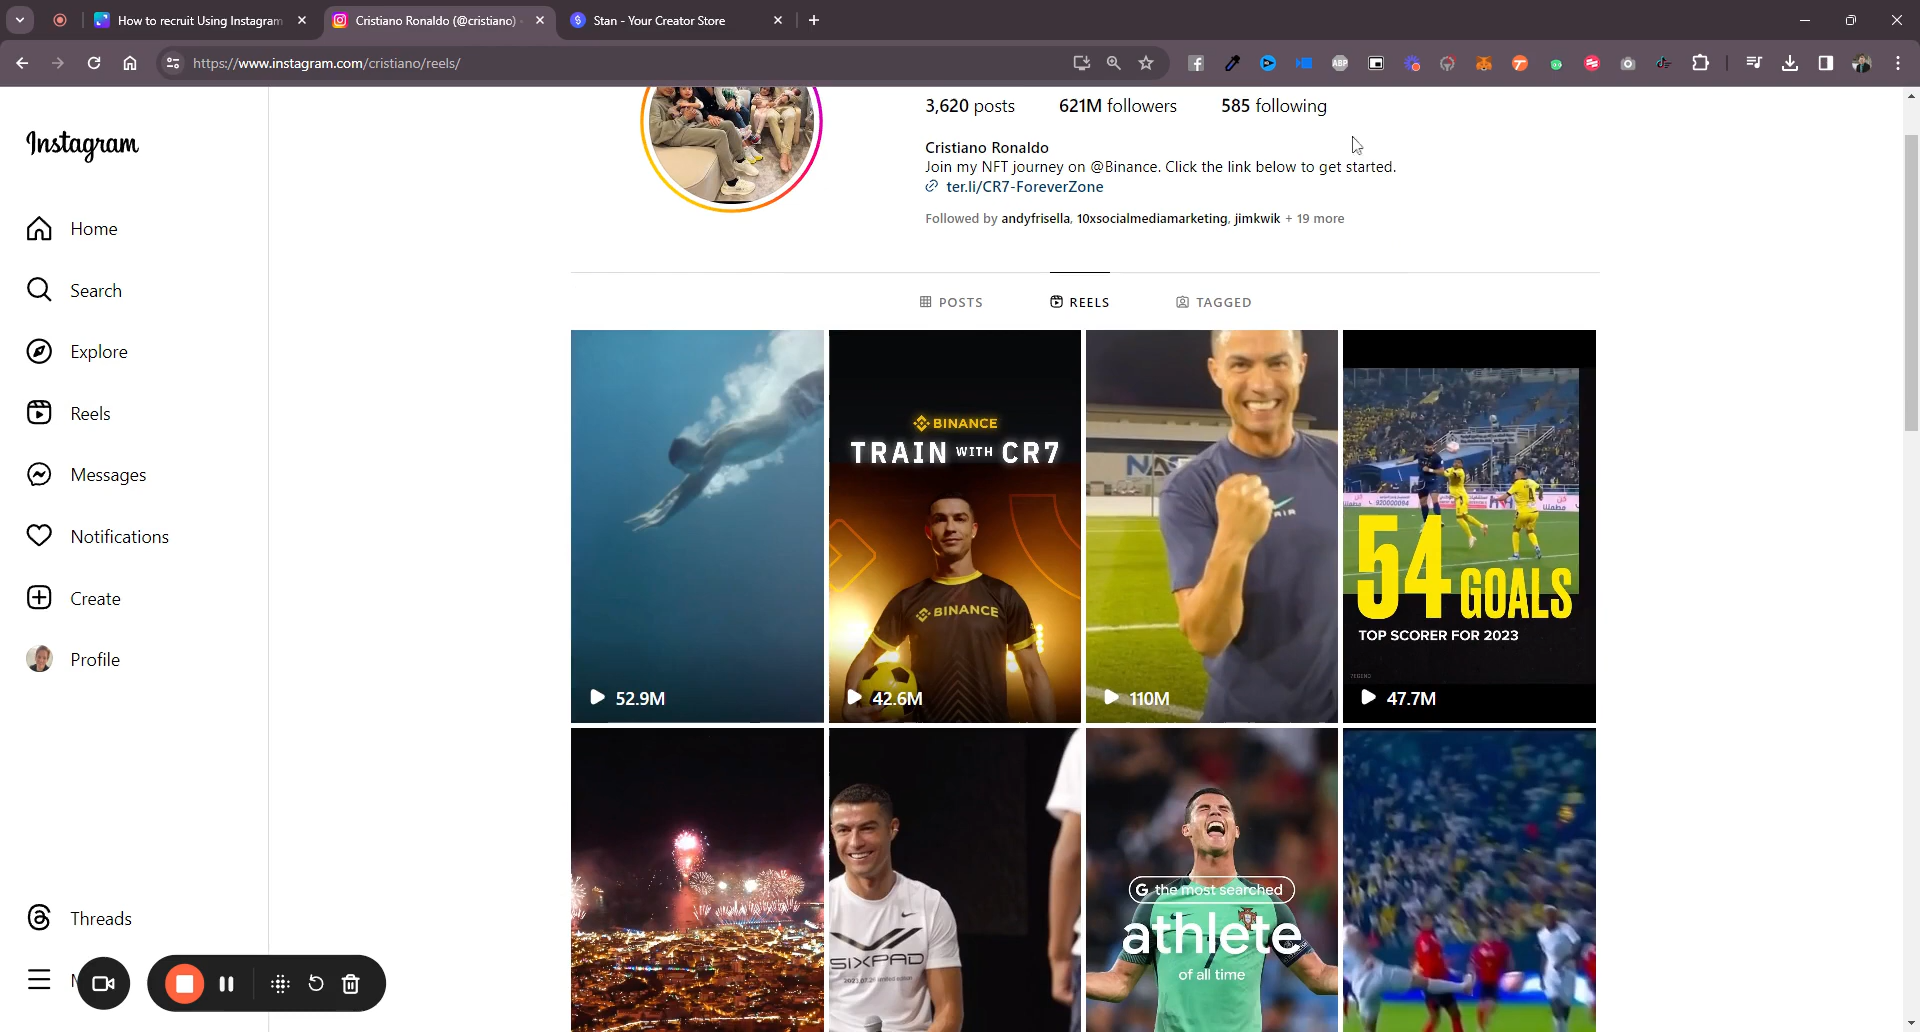 How to recruit Using Instagram
Cristiano Ronaldo (@cristiano)
Stan - Your Creator Store
https://www.instagram.com/cristiano/reels/
ABP
Instagram
Home
Search
Explore
Reels
Messages
Notifications
Create
Profile
Threads
3,620 posts 621M followers 585 following
Cristiano Ronaldo
Join my NFT journey on @Binance. Click the link below to get started.
ter.li/CR7-ForeverZone
Followed by andyfrisella, 10xsocialmediamarketing, jimkwik + 19 more
POSTS REELS TAGGED
BINANCE
TRAIN WITH CR7
BINANCE
54 GOALS
TOP SCORER FOR 2023
52.9M
42.6M
110M
47.7M
SIXPAD
G the most searched
athlete
of all time